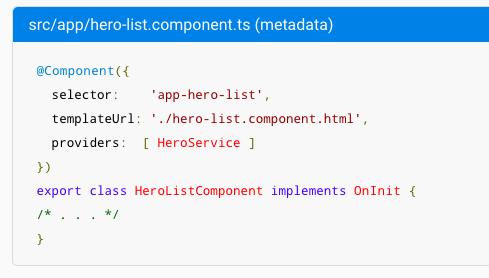 src/app/hero-list.component.ts (metadata)
@Component({
  selector:    'app-hero-list',
  templateUrl: './hero-list.component.html',
  providers:  [ HeroService ]
})
export class HeroListComponent implements OnInit {
/* . . . */
}